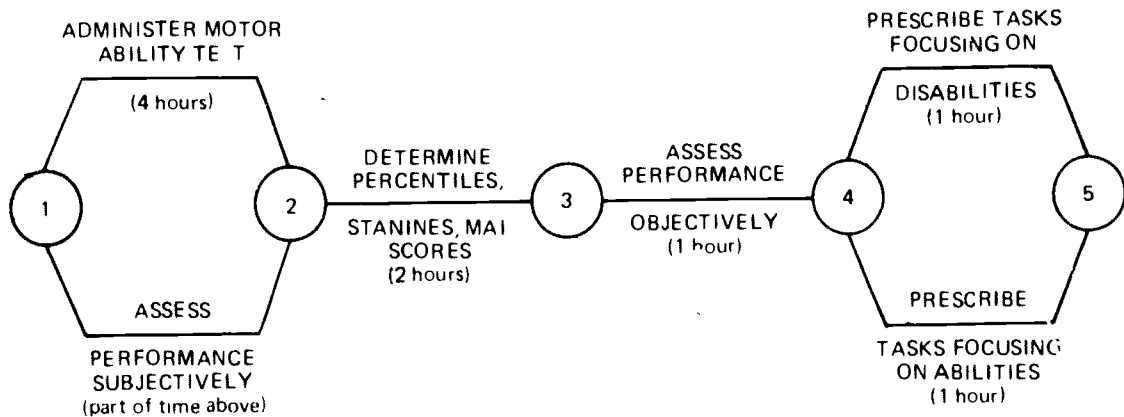 ADMINISTER MOTOR
ABILITY TE T
(4 hours)
1
ASSESS
PERFORMANCE
SUBJECTIVELY
(part of time above)
2
DETERMINE
PERCENTILES,
STANINES, MAI
SCORES
(2 hours)
3
ASSESS
PERFORMANCE
OBJECTIVELY
(1 hour)
4
PRESCRIBE TASKS
FOCUSING ON
DISABILITIES
(1 hour)
PRESCRIBE
TASKS FOCUSING
ON ABILITIES
(1 hour)
5